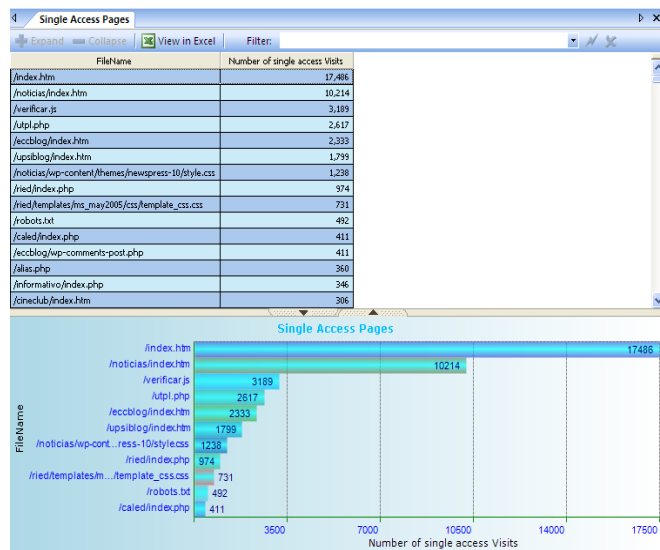 Single Access Pages
Expand Collapse View in Excel Filter:
FileName Number of single access Visits
/index.htm 17,486
/noticias/index.htm 10,214
/verificar.js 3,189
/utpl.php 2,617
/eccblog/index.htm 2,333
/upsiblog/index.htm 1,799
/noticias/wp-content/themes/newspress-10/style.css 1,238
/ried/index.php 974
/ried/templates/ms_may2005/css/template_css.css 731
/robots.txt 492
/caled/index.php 411
/eccblog/wp-comments-post.php 411
/alias.php 360
/informativo/index.php 346
/cineclub/index.htm 306
Single Access Pages
/index.htm 17486
/noticias/index.htm 10214
/verificar.js 3189
/utpl.php 2617
/eccblog/index.htm 2333
/upsiblog/index.htm 1799
/noticias/wp-cont...ress-10/style.css 1238
/ried/index.php 974
/ried/templates/m.../template_css.css 731
/robots.txt 492
/caled/index.php 411
FileName
3500 7000 10500 14000 17500
Number of single access Visits